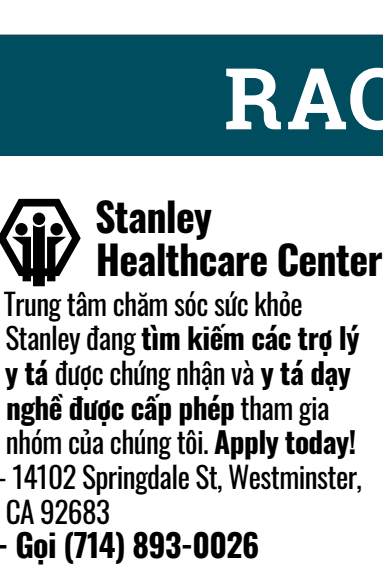 RAO
Stanley
Healthcare Center
Trung tâm chăm sóc sức khỏe
Stanley đang tìm kiếm các trợ lý
y tá được chứng nhận và y tá dạy
nghề được cấp phép tham gia
nhóm của chúng tôi. Apply today!
- 14102 Springdale St, Westminster,
CA 92683
- Gọi (714) 893-0026